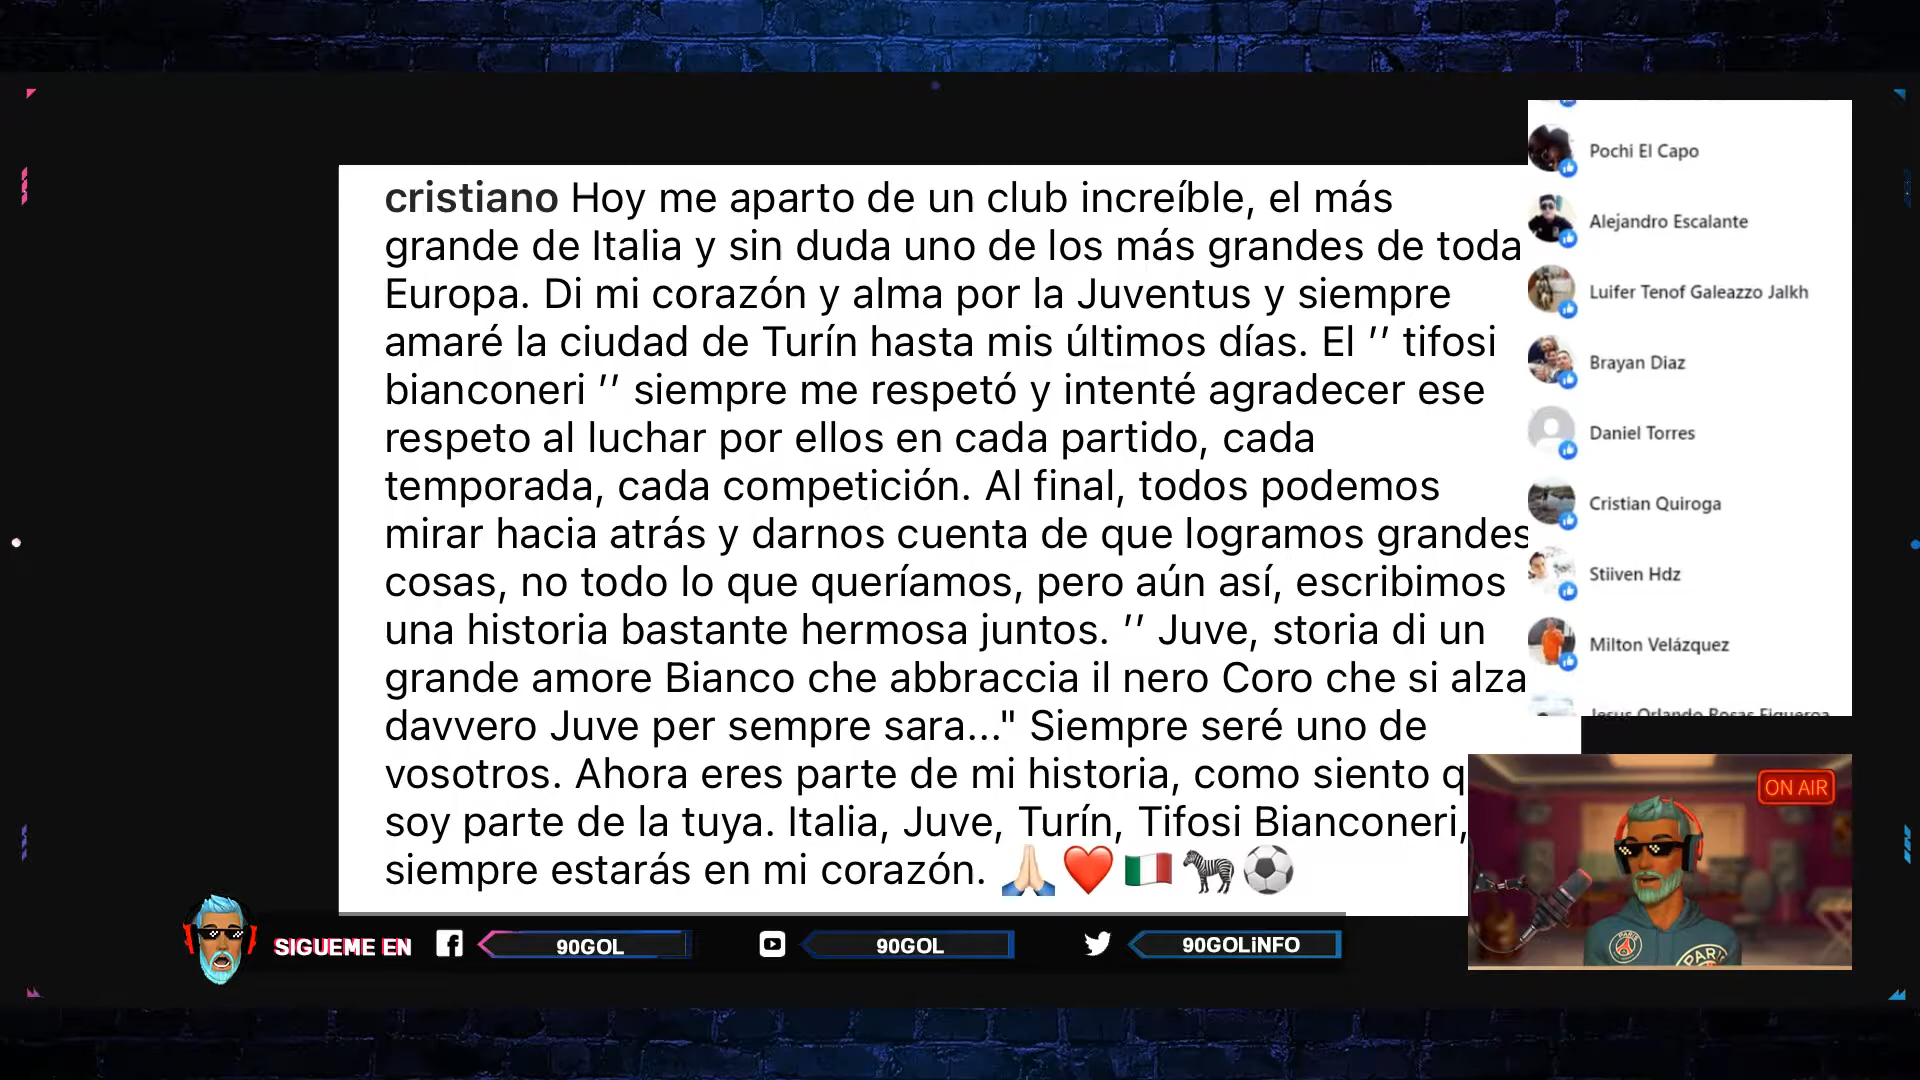 cristiano Hoy me aparto de un club increíble, el más
grande de Italia y sin duda uno de los más grandes de toda
Europa. Di mi corazón y alma por la Juventus y siempre
amaré la ciudad de Turín hasta mis últimos días. El ’’ tifosi
bianconeri ’’ siempre me respetó y intenté agradecer ese
respeto al luchar por ellos en cada partido, cada
temporada, cada competición. Al final, todos podemos
mirar hacia atrás y darnos cuenta de que logramos grandes
cosas, no todo lo que queríamos, pero aún así, escribimos
una historia bastante hermosa juntos. ’’ Juve, storia di un
grande amore Bianco che abbraccia il nero Coro che si alza
davvero Juve per sempre sara..." Siempre seré uno de
vosotros. Ahora eres parte de mi historia, como siento q
soy parte de la tuya. Italia, Juve, Turín, Tifosi Bianconeri,
siempre estarás en mi corazón. 🙏🏻❤️🇮🇹🦓⚽
Pochi El Capo
Alejandro Escalante
Luifer Tenof Galeazzo Jalkh
Brayan Diaz
Daniel Torres
Cristian Quiroga
Stiiven Hdz
Milton Velázquez
Jesus Orlando Rosas Figueroa
ON AIR
PARIS
PARIS
SIGUEME EN
90GOL
90GOL
90GOLiNFO